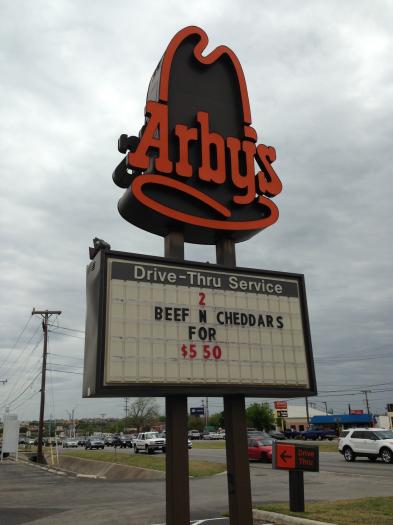 Arby's
Drive-Thru Service
2
BEEF N CHEDDARS
FOR
$5 50
Drive
Thru